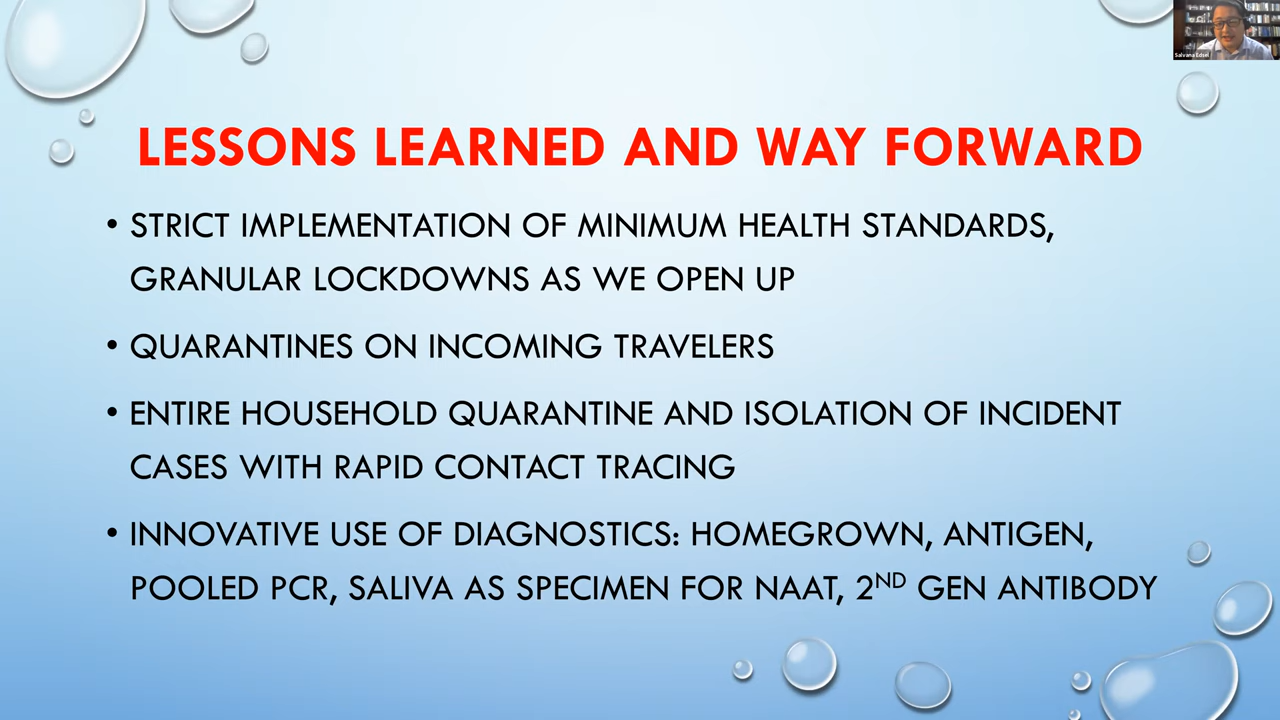 Salvana Edsel
LESSONS LEARNED AND WAY FORWARD
• STRICT IMPLEMENTATION OF MINIMUM HEALTH STANDARDS,
GRANULAR LOCKDOWNS AS WE OPEN UP
• QUARANTINES ON INCOMING TRAVELERS
• ENTIRE HOUSEHOLD QUARANTINE AND ISOLATION OF INCIDENT
CASES WITH RAPID CONTACT TRACING
• INNOVATIVE USE OF DIAGNOSTICS: HOMEGROWN, ANTIGEN,
POOLED PCR, SALIVA AS SPECIMEN FOR NAAT, 2ND GEN ANTIBODY